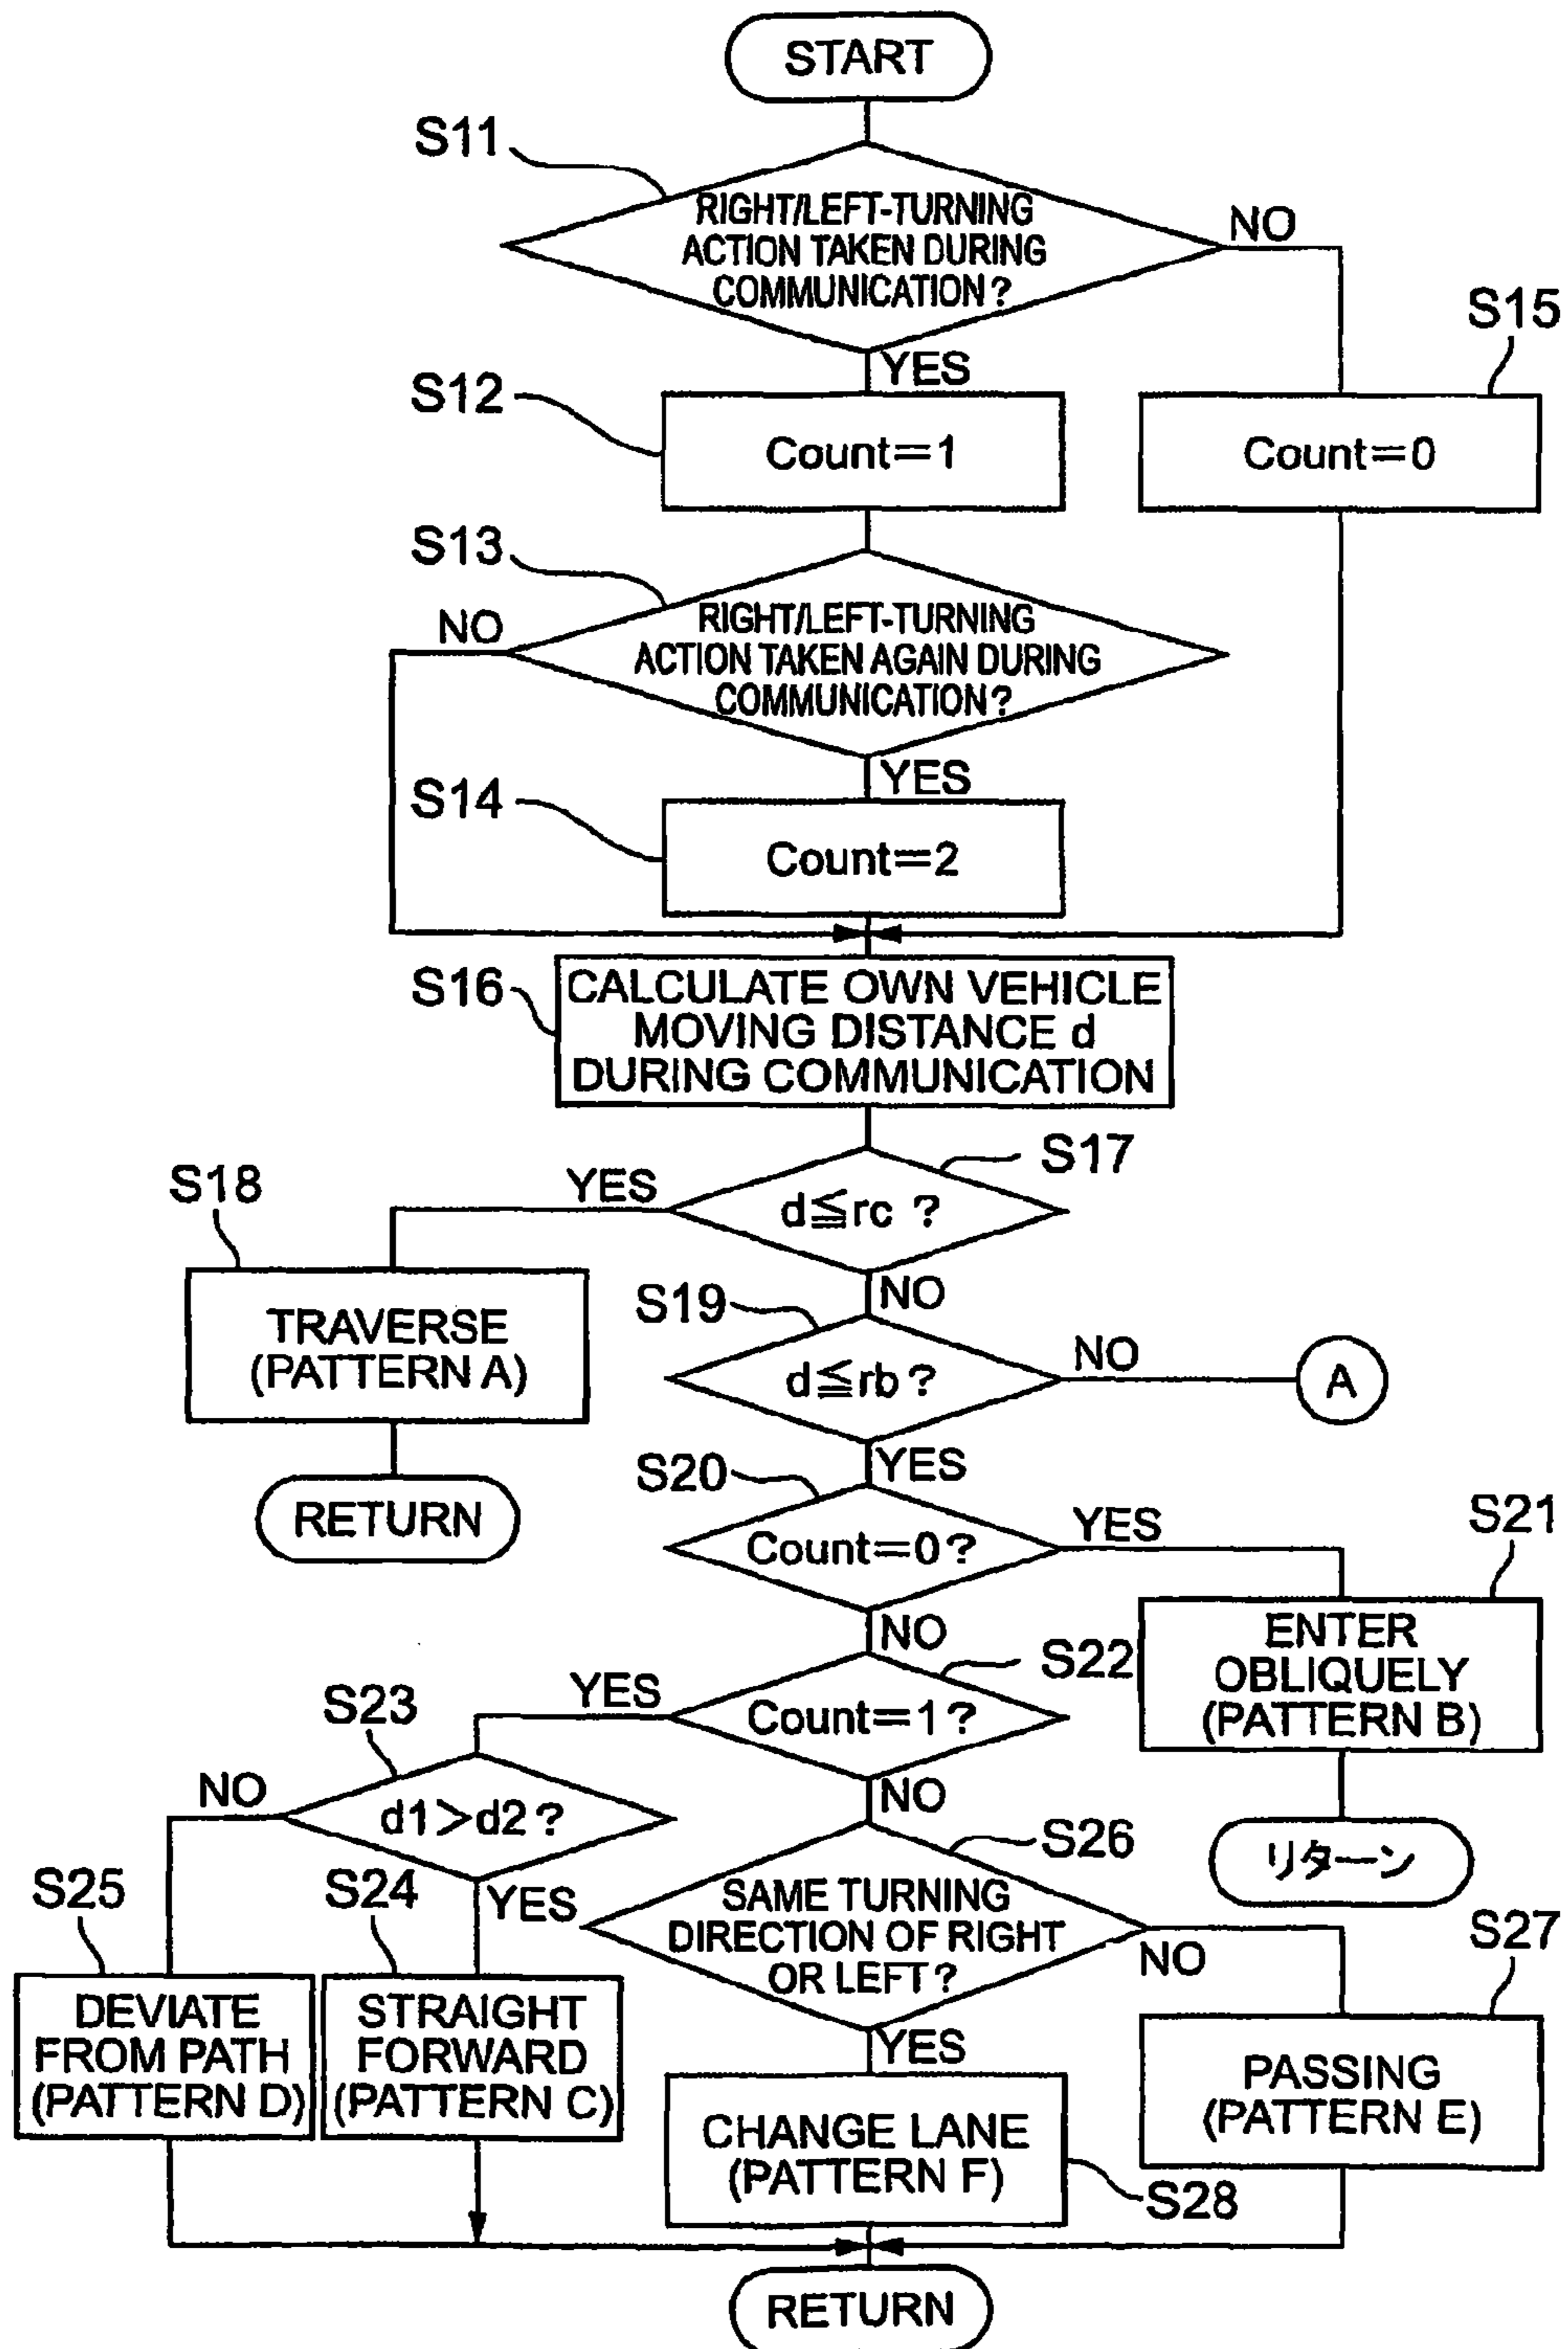 START
S11
RIGHT/LEFT-TURNING
ACTION TAKEN DURING
COMMUNICATION?
NO
YES
S15
S12
Count=1
Count=0
S13
NO
RIGHT/LEFT-TURNING
ACTION TAKEN AGAIN DURING
COMMUNICATION?
YES
S14
Count=2
S16
CALCULATE OWN VEHICLE
MOVING DISTANCE d
DURING COMMUNICATION
S17
S18
YES
d≦rc ?
TRAVERSE
(PATTERN A)
NO
S19
d≦rb?
NO
A
RETURN
YES
S20
Count=0?
YES
S21
ENTER
OBLIQUELY
(PATTERN B)
リターン
NO
S22
Count=1?
YES
S23
NO
d1>d2?
YES
NO
S26
SAME TURNING
DIRECTION OF RIGHT
OR LEFT?
NO
S27
S25
S24
DEVIATE
FROM PATH
(PATTERN D)
STRAIGHT
FORWARD
(PATTERN C)
YES
CHANGE LANE
(PATTERN F)
S28
PASSING
(PATTERN E)
RETURN